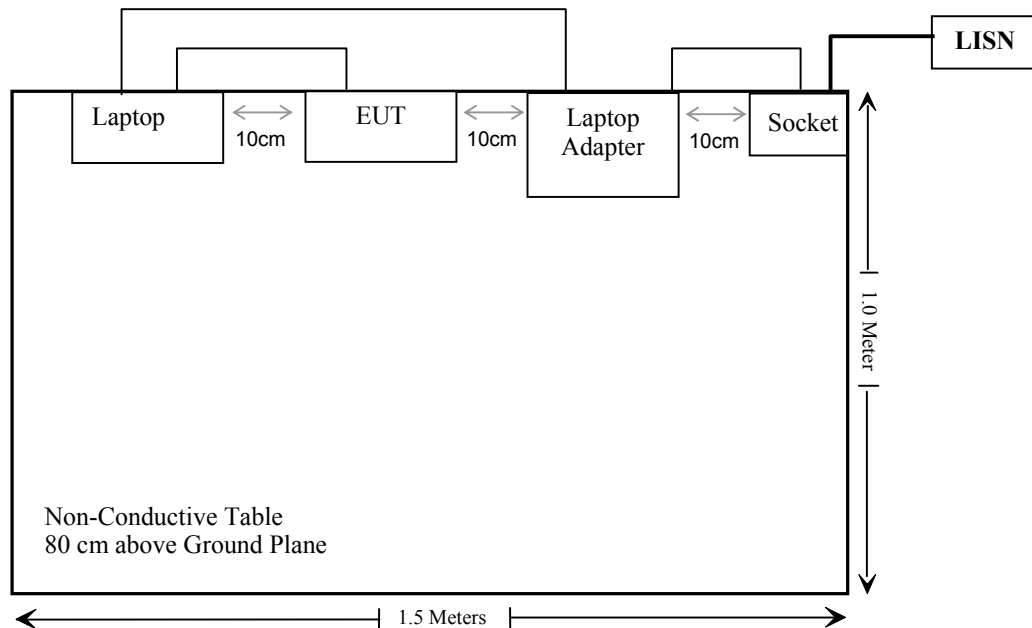 LISN
Laptop
EUT
Laptop
Adapter
Socket
10cm
10cm
10cm
1.0 Meter
Non-Conductive Table
80 cm above Ground Plane
1.5 Meters